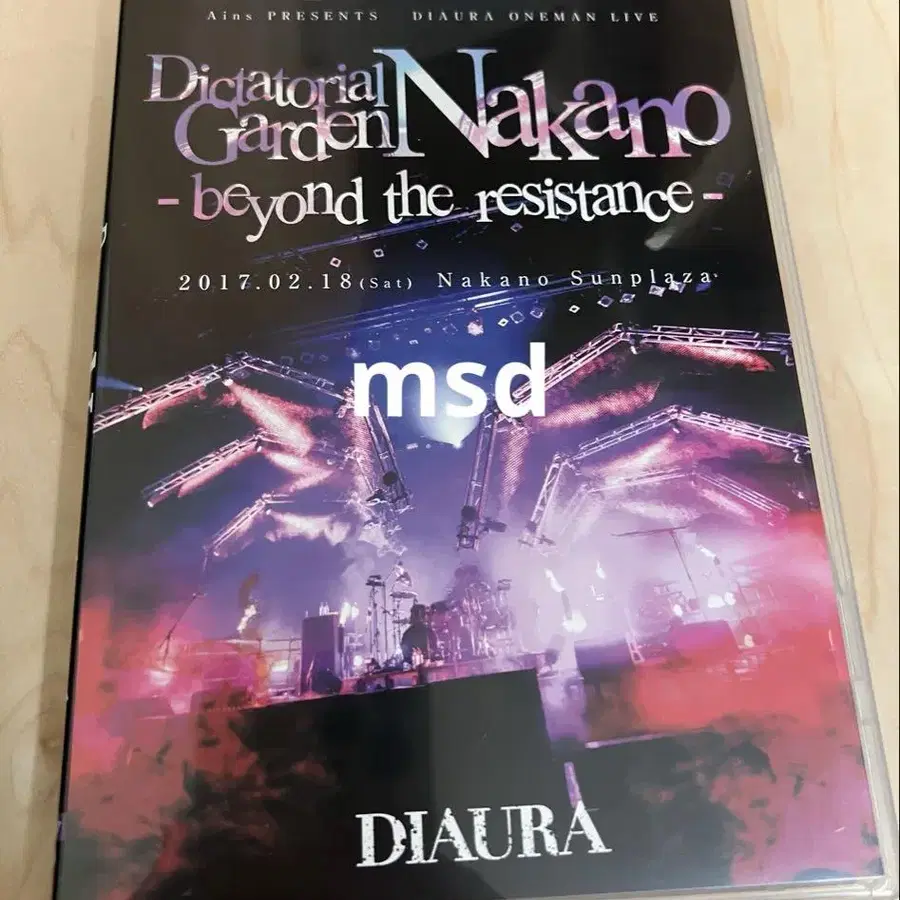 Ains PRESENTS DIAURA ONEMAN LIVE
Dictatorial
Garden Nakano
- beyond the resistance -
2017.02.18(Sat) Nakano Sunplaza
msd
DIAURA